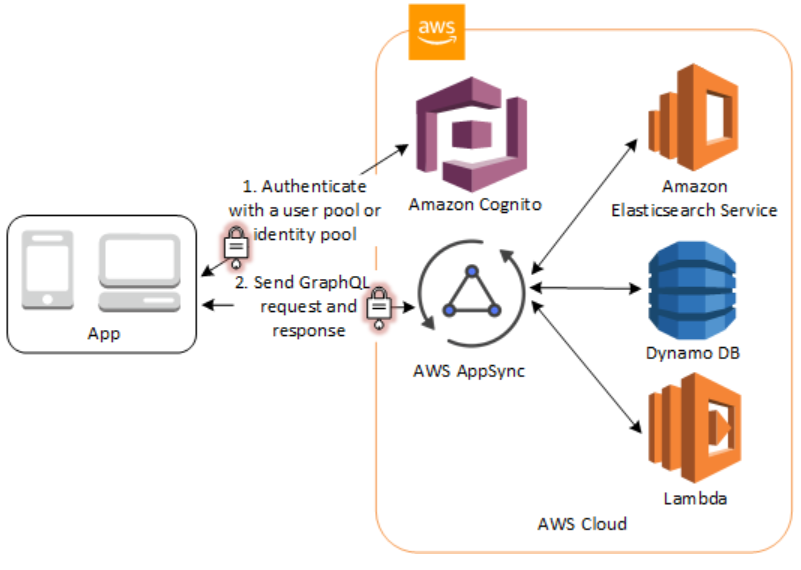 aws
1. Authenticate
with a user pool or
identity pool
Amazon Cognito
Amazon
Elasticsearch Service
2. Send GraphQL
request and
response
App
AWS AppSync
Dynamo DB
Lambda
AWS Cloud